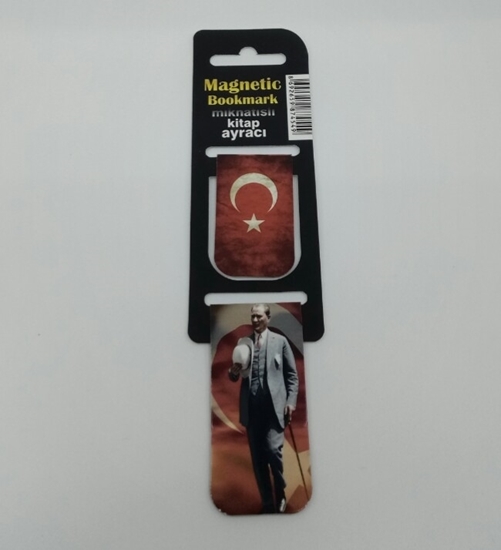 Magnetic
Bookmark
mıknatıslı
kitap
ayracı